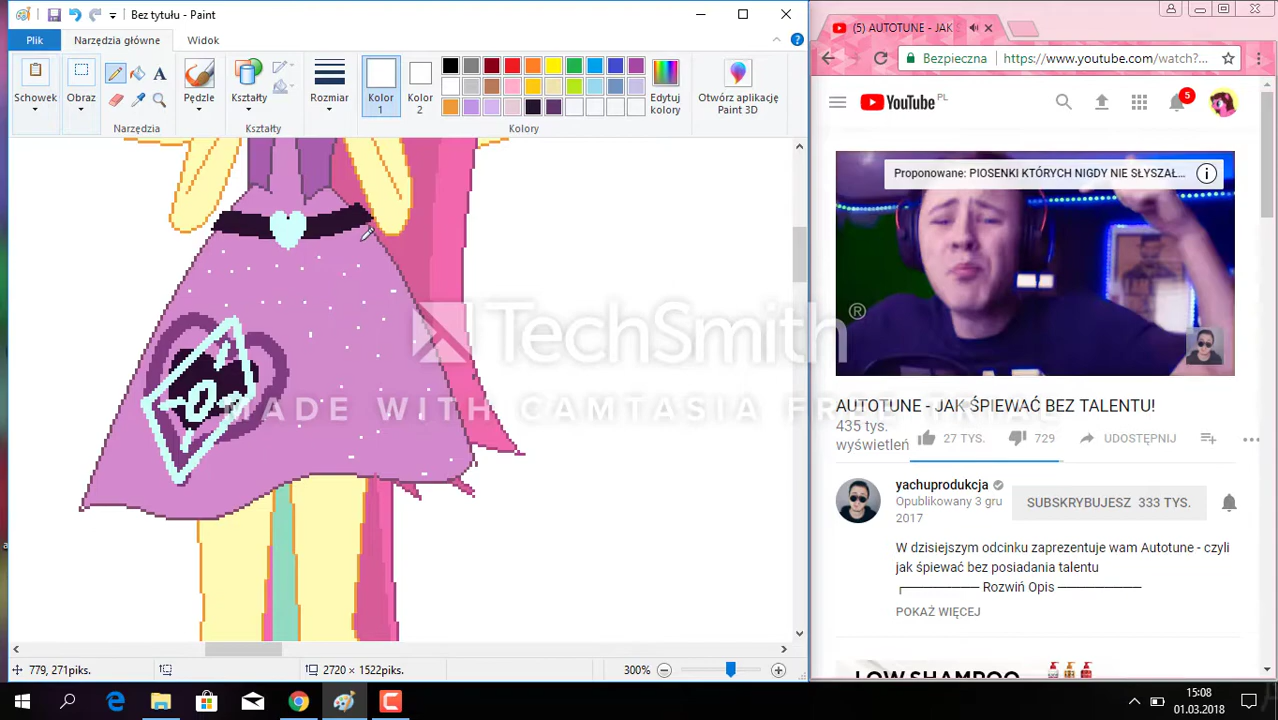 Bez tytułu - Paint
Plik
Narzędzia główne
Widok
Schowek
Obraz
Narzędzia
Pędzle
Kształty
Kształty
Rozmiar
Kolor 1
Kolor 2
Kolory
Edytuj kolory
Otwórz aplikację Paint 3D
779, 271piks.
2720 × 1522piks.
300%
TechSmith®
MADE WITH CAMTASIA FREE TRIAL
(5) AUTOTUNE - JAK Ś
Bezpieczna
https://www.youtube.com/watch?...
YouTube PL
5
Proponowane: PIOSENKI KTÓRYCH NIGDY NIE SŁYSZAŁ...
AUTOTUNE - JAK ŚPIEWAĆ BEZ TALENTU!
435 tys.
wyświetleń
27 TYS.
729
UDOSTĘPNIJ
yachuprodukcja
Opublikowany 3 gru
2017
SUBSKRYBUJESZ 333 TYS.
W dzisiejszym odcinku zaprezentuje wam Autotune - czyli
jak śpiewać bez posiadania talentu
Rozwiń Opis
POKAŻ WIĘCEJ
LOW SHAMPOO
15:08
01.03.2018